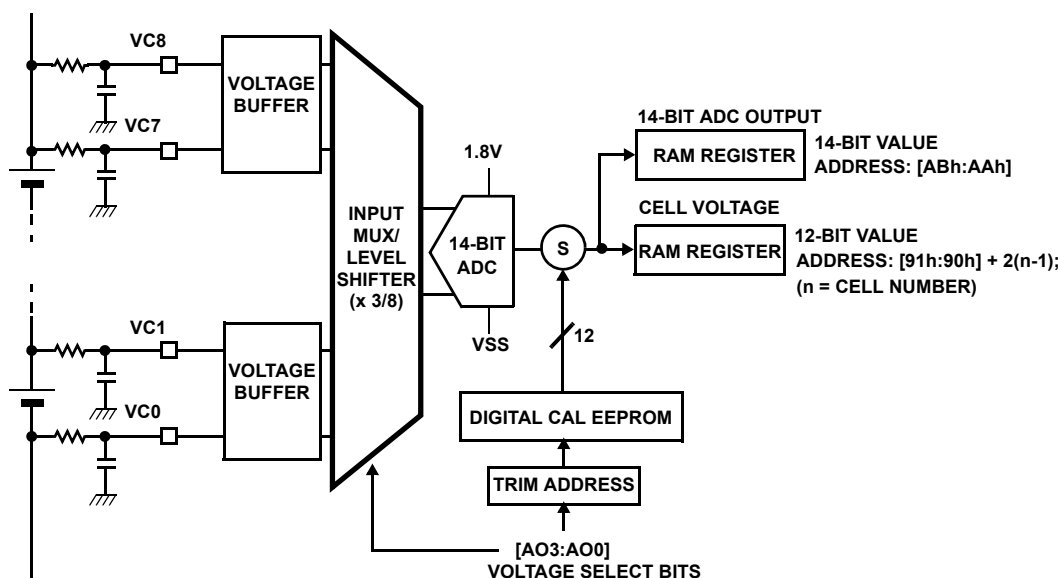 VC8
VOLTAGE
BUFFER
VC7
14-BIT ADC OUTPUT
RAM REGISTER
14-BIT VALUE
ADDRESS: [ABh:AAh]
1.8V
INPUT
MUX/
LEVEL
SHIFTER
(x 3/8)
14-BIT
ADC
S
CELL VOLTAGE
RAM REGISTER
12-BIT VALUE
ADDRESS: [91h:90h] + 2(n-1);
(n = CELL NUMBER)
VSS
12
VC1
VOLTAGE
BUFFER
VC0
DIGITAL CAL EEPROM
TRIM ADDRESS
[AO3:AO0]
VOLTAGE SELECT BITS